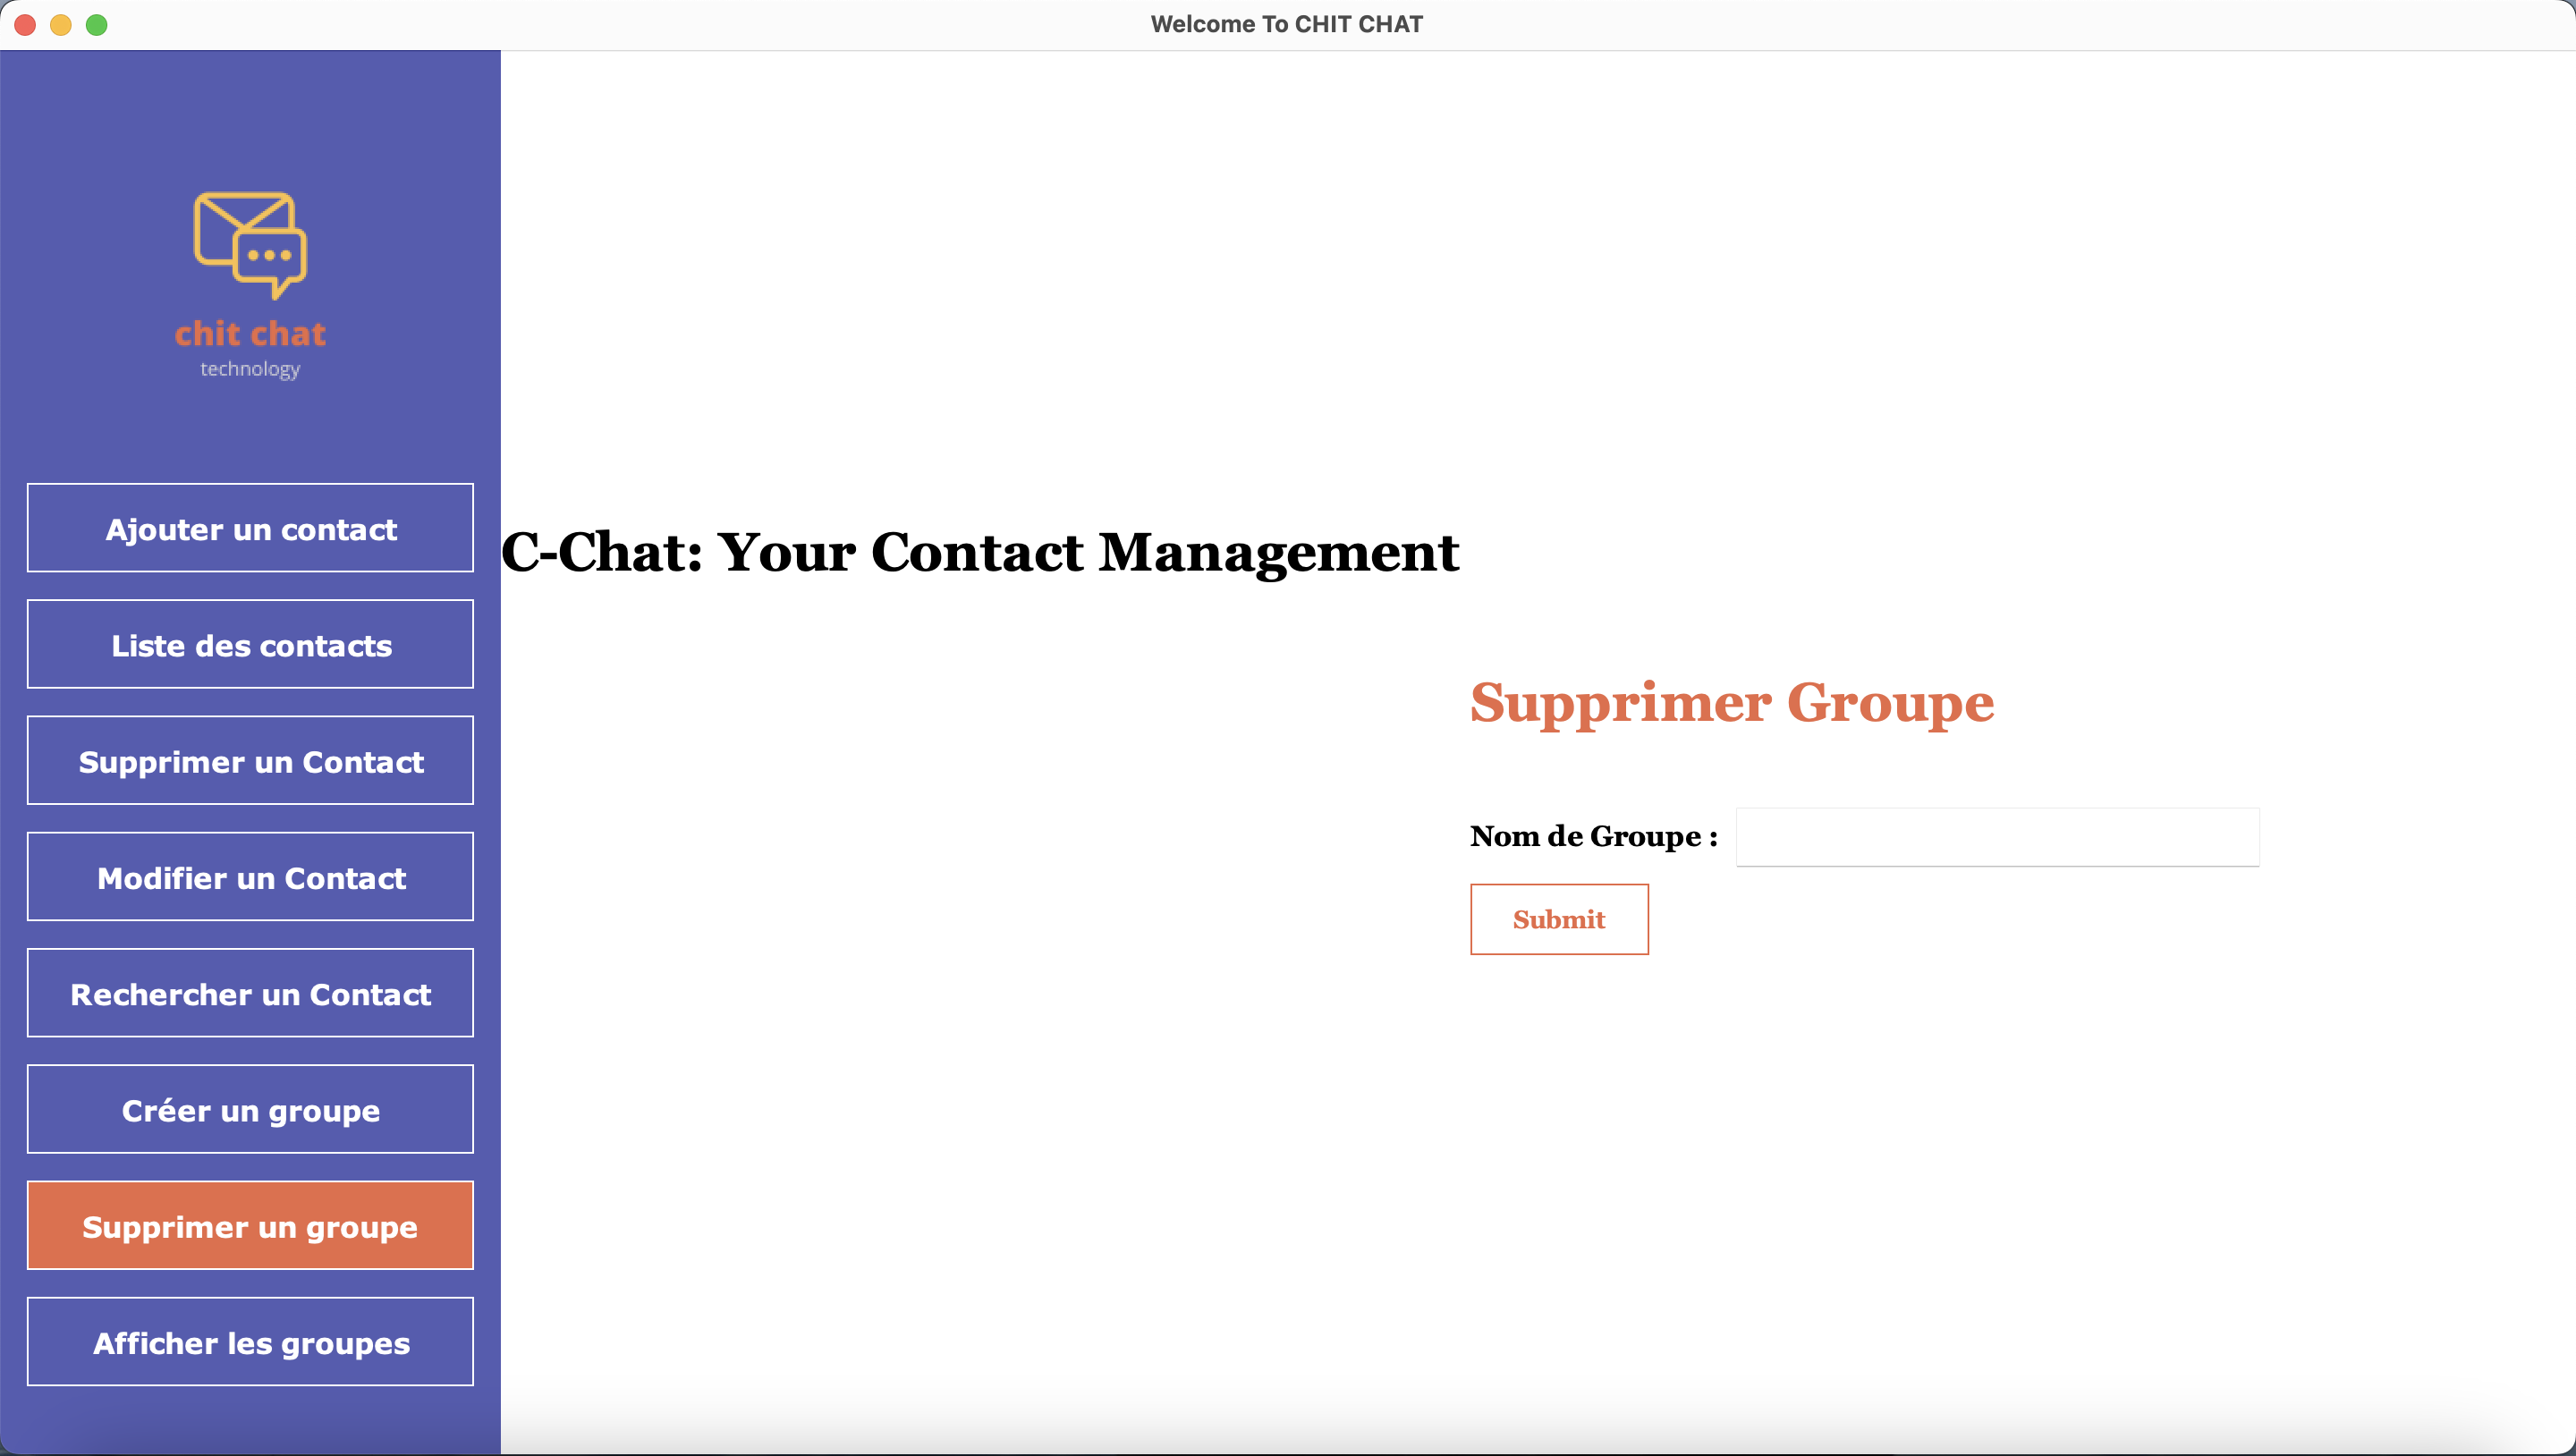 Welcome To CHIT CHAT
chit chat
technology
Ajouter un contact
Liste des contacts
Supprimer un Contact
Modifier un Contact
Rechercher un Contact
Créer un groupe
Supprimer un groupe
Afficher les groupes
C-Chat: Your Contact Management
Supprimer Groupe
Nom de Groupe :
Submit